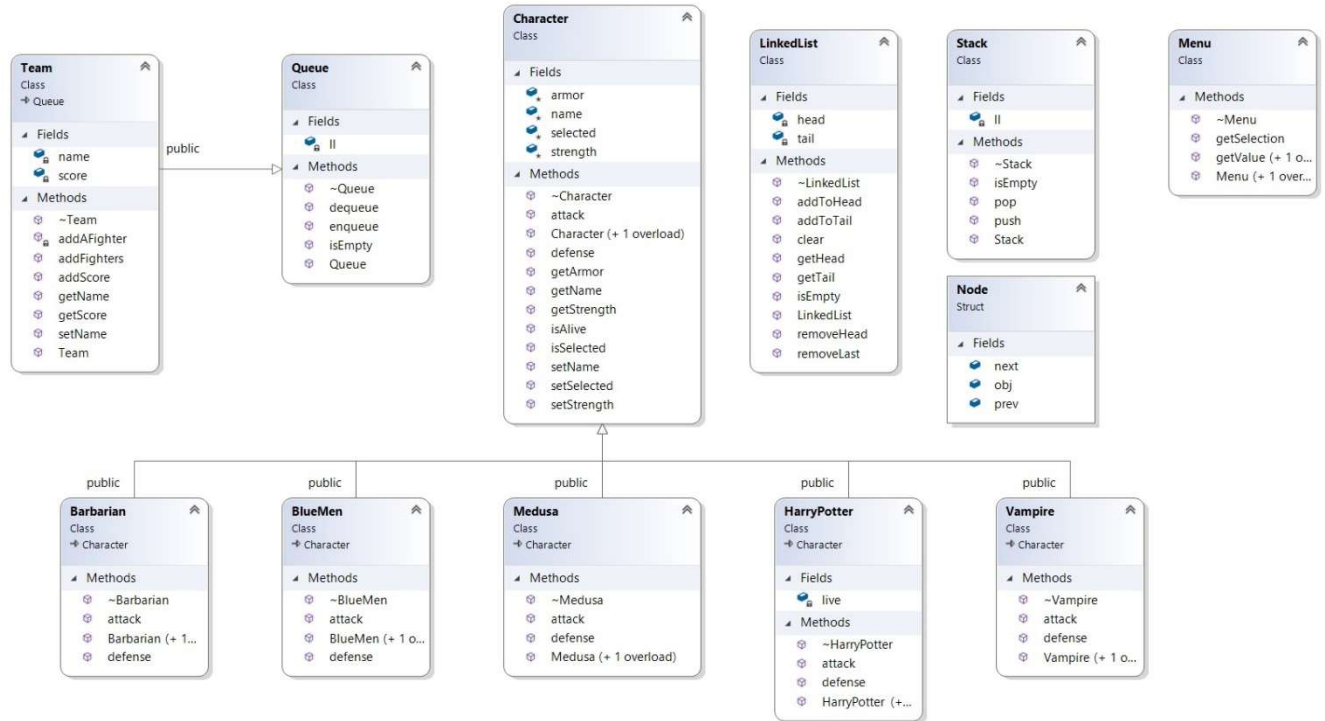 Team
Class
Queue
Fields
name
score
Methods
~Team
addAFighter
addFighters
addScore
getName
getScore
setName
Team
public
Queue
Class
Fields
ll
Methods
~Queue
dequeue
enqueue
isEmpty
Queue
Character
Class
Fields
armor
name
selected
strength
Methods
~Character
attack
Character (+ 1 overload)
defense
getArmor
getName
getStrength
isAlive
isSelected
setName
setSelected
setStrength
LinkedList
Class
Fields
head
tail
Methods
~LinkedList
addToHead
addToTail
clear
getHead
getTail
isEmpty
LinkedList
removeHead
removeLast
Stack
Class
Fields
ll
Methods
~Stack
isEmpty
pop
push
Stack
Node
Struct
Fields
next
obj
prev
Menu
Class
Methods
~Menu
getSelection
getValue (+ 1 o...
Menu (+ 1 over...
public
Barbarian
Class
Character
Methods
~Barbarian
attack
Barbarian (+ 1...
defense
public
BlueMen
Class
Character
Methods
~BlueMen
attack
BlueMen (+ 1 o...
defense
public
Medusa
Class
Character
Methods
~Medusa
attack
defense
Medusa (+ 1 overload)
public
HarryPotter
Class
Character
Fields
live
Methods
~HarryPotter
attack
defense
HarryPotter (+...
public
Vampire
Class
Character
Methods
~Vampire
attack
defense
Vampire (+ 1 o...